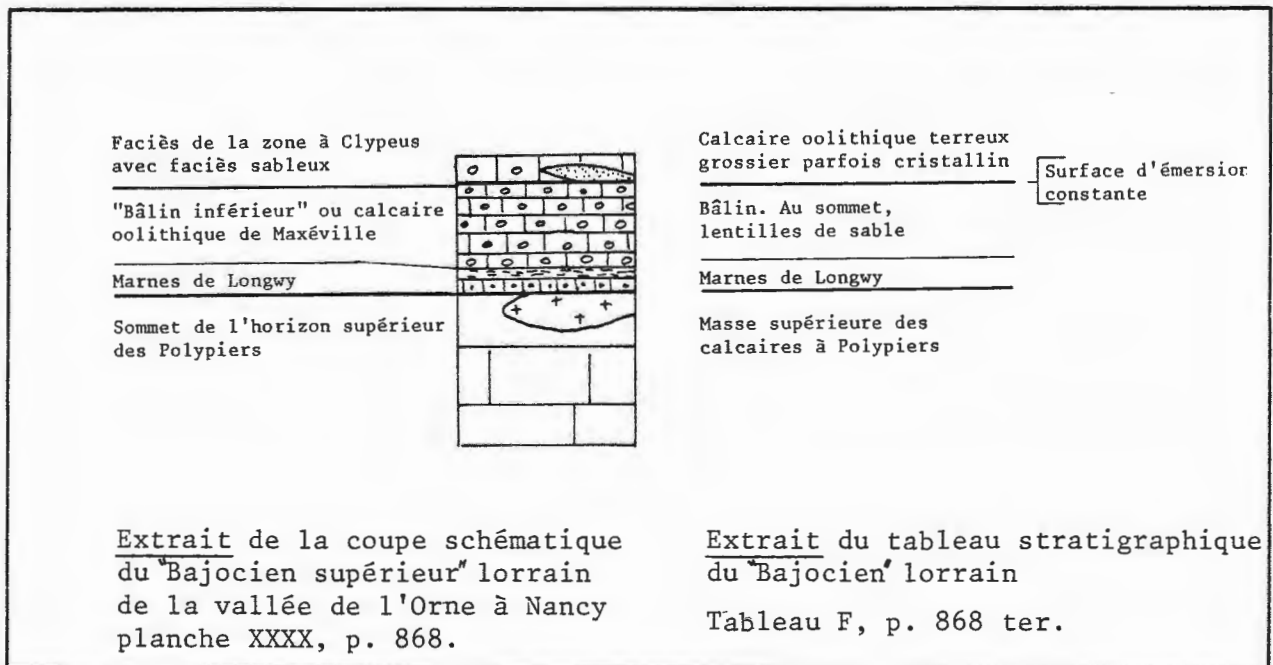 Faciès de la zone à Clypeus
avec faciès sableux
"Bâlin inférieur" ou calcaire
oolithique de Maxéville
Marnes de Longwy
Sommet de l'horizon supérieur
des Polypiers
Calcaire oolithique terreux
grossier parfois cristallin
Surface d'émersion
constante
Bâlin. Au sommet,
lentilles de sable
Marnes de Longwy
Masse supérieure des
calcaires à Polypiers
Extrait de la coupe schématique
du "Bajocien supérieur" lorrain
de la vallée de l'Orne à Nancy
planche XXXX, p. 868.
Extrait du tableau stratigraphique
du "Bajocien" lorrain
Tableau F, p. 868 ter.